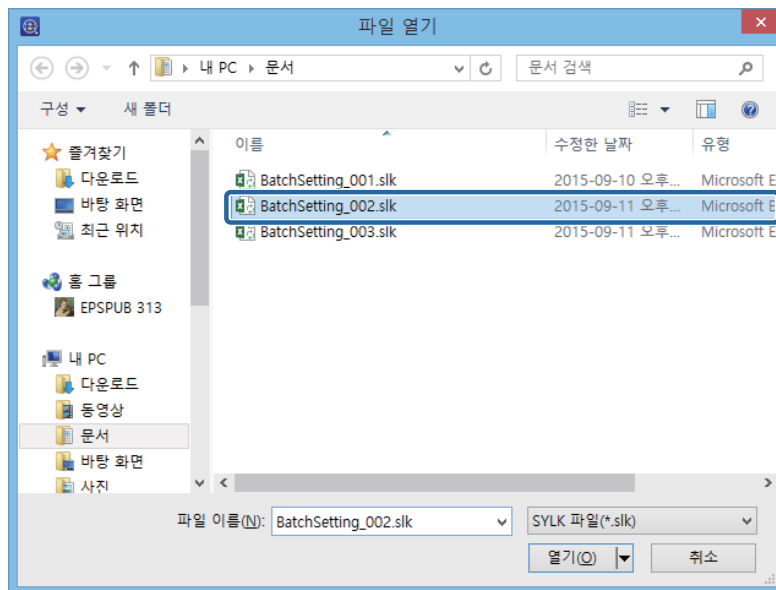 파일 열기
내 PC 문서
문서 검색
구성 새 폴더
이름 수정한 날짜 유형
BatchSetting_001.slk 2015-09-10 오후... Microsoft E
BatchSetting_002.slk 2015-09-11 오후... Microsoft E
BatchSetting_003.slk 2015-09-11 오후... Microsoft E
즐겨찾기
다운로드
바탕 화면
최근 위치
홈 그룹
EPSPUB 313
내 PC
다운로드
동영상
문서
바탕 화면
사진
파일 이름(N): BatchSetting_002.slk SYLK 파일(*.slk)
열기(O) 취소